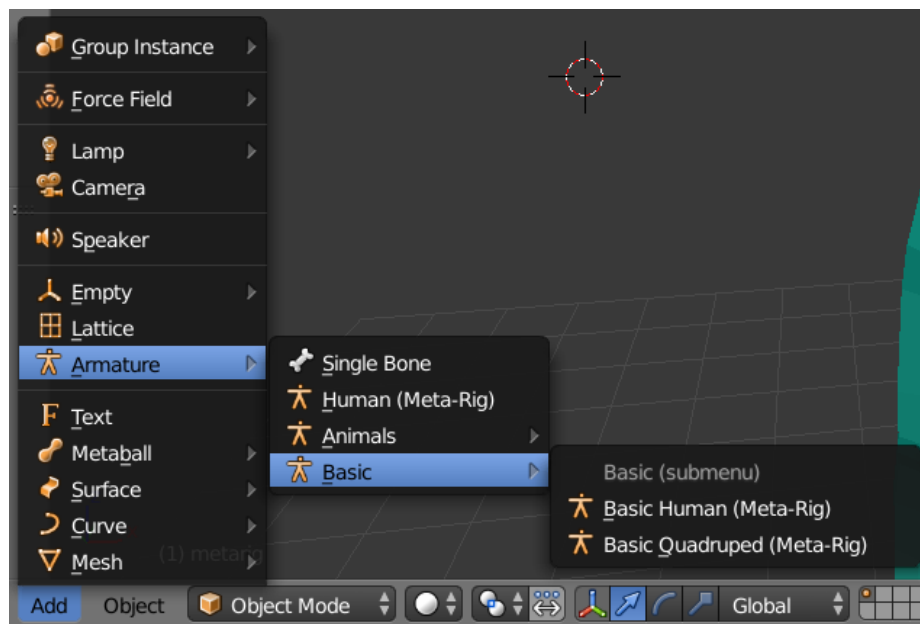 Group Instance
Force Field
Lamp
Camera
Speaker
Empty
Lattice
Armature
Text
Metaball
Surface
Curve
Mesh
Single Bone
Human (Meta-Rig)
Animals
Basic
Basic (submenu)
Basic Human (Meta-Rig)
Basic Quadruped (Meta-Rig)
(1) metarig
Add Object Object Mode Global